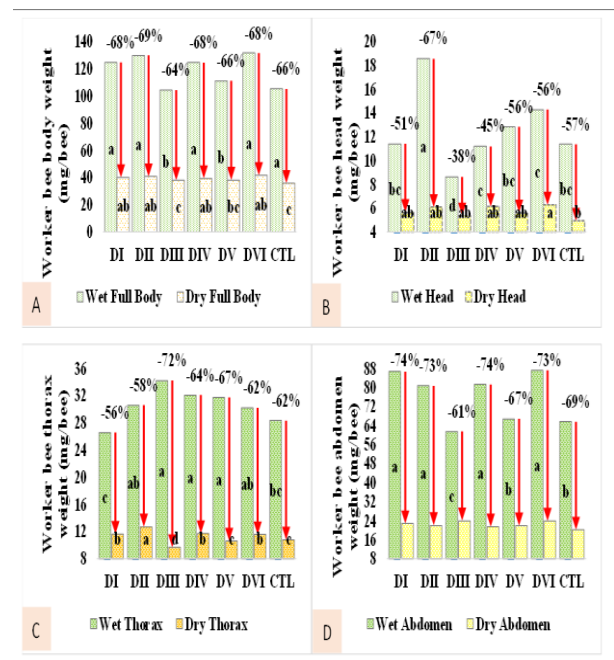 Worker bee body weight
(mg/bee)
140
120
100
80
60
40
20
0
-68%
-69%
-64%
-68%
-66%
-68%
-66%
a
a
b
a
b
a
b
ab
ab
c
ab
bc
ab
c
DI DII DIII DIV DV DVI CTL
Wet Full Body Dry Full Body
A
Worker bee head weight
(mg/bee)
20
18
16
14
12
10
8
6
4
-51%
-67%
-38%
-45%
-56%
-56%
-57%
bc
a
d
c
bc
c
bc
ab
ab
ab
ab
a
b
DI DII DIII DIV DV DVI CTL
Wet Head Dry Head
B
Worker bee thorax
weight (mg/bee)
36
32
28
24
20
16
12
8
-56%
-58%
-72%
-64%
-67%
-62%
-62%
c
ab
a
a
a
ab
bc
b
a
d
b
c
b
c
DI DII DIII DIV DV DVI CTL
Wet Thorax Dry Thorax
C
Worker bee abdomen
weight (mg/bee)
88
80
72
64
56
48
40
32
24
16
8
-74%
-73%
-61%
-74%
-67%
-73%
-69%
a
a
c
a
b
a
b
DI DII DIII DIV DV DVI CTL
Wet Abdomen Dry Abdomen
D